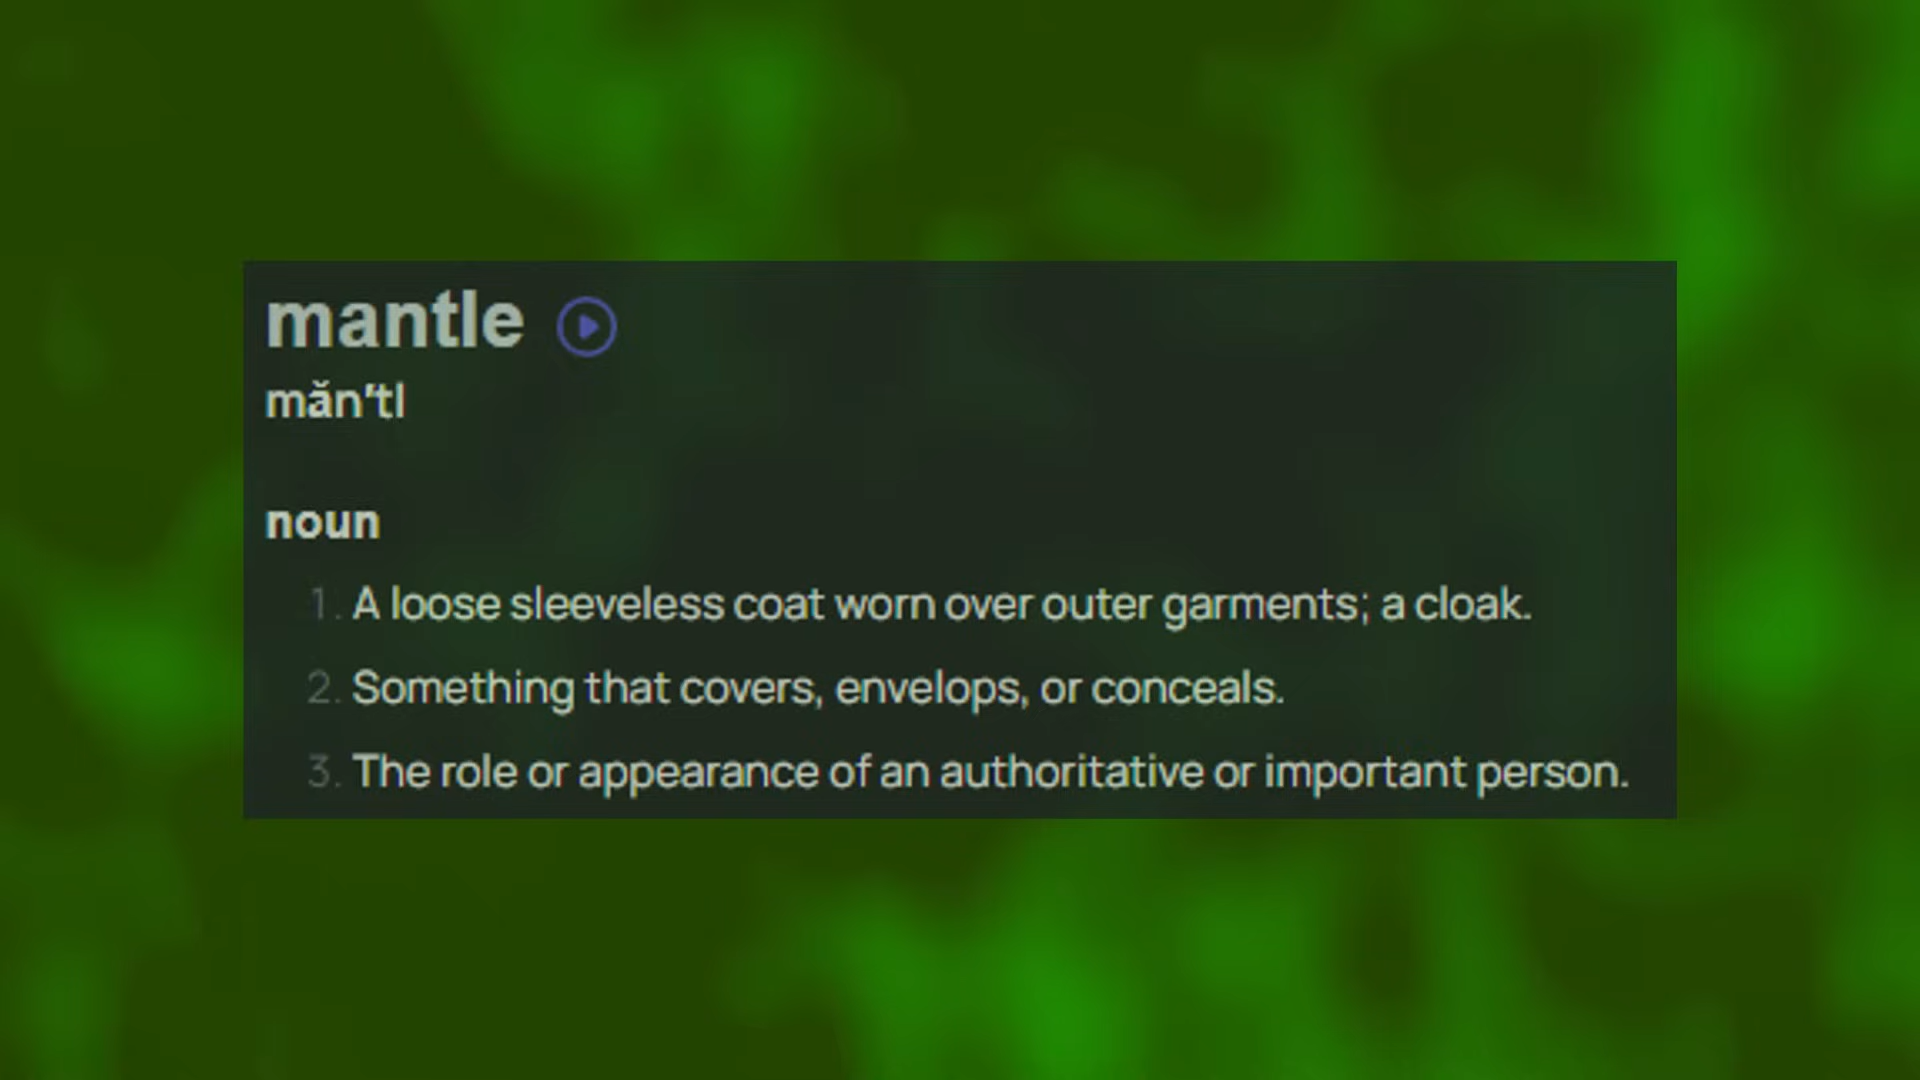 mantle
măn′tl
noun
1. A loose sleeveless coat worn over outer garments; a cloak.
2. Something that covers, envelops, or conceals.
3. The role or appearance of an authoritative or important person.